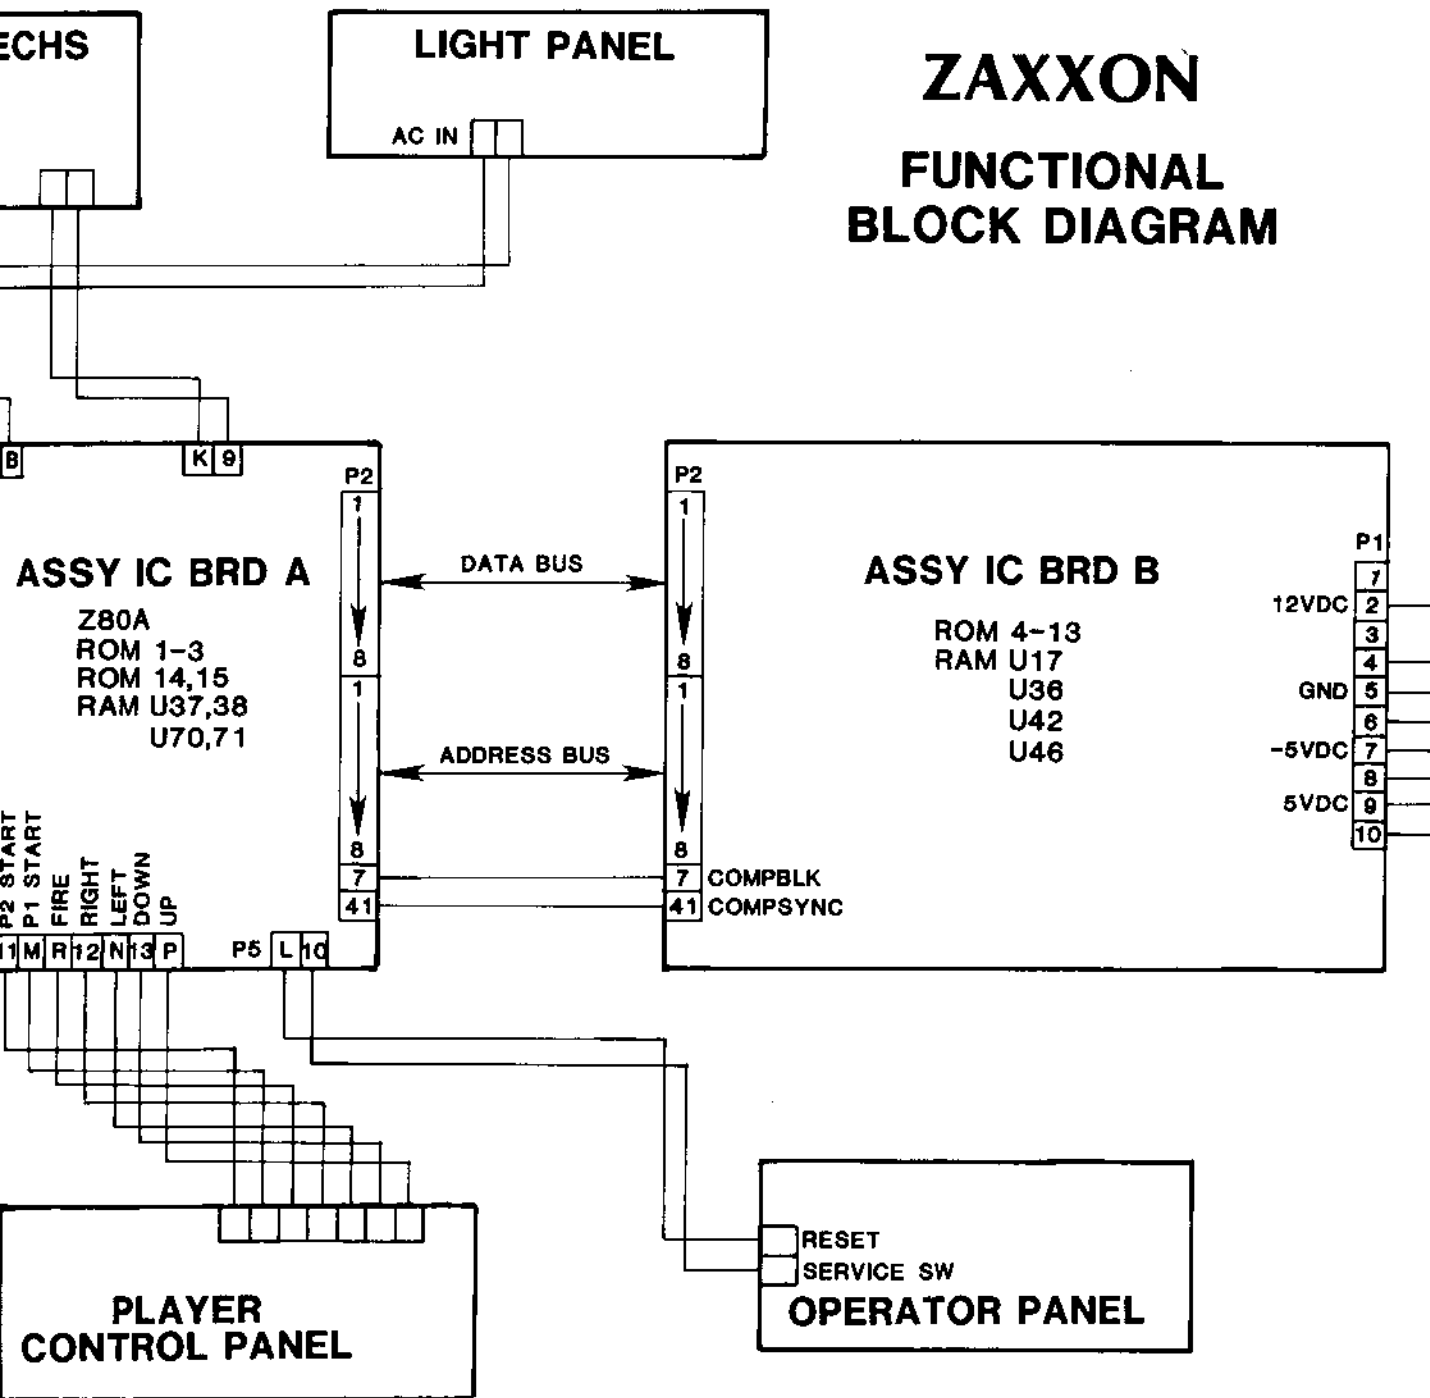 ECHS
LIGHT PANEL
AC IN
ZAXXON
FUNCTIONAL
BLOCK DIAGRAM
B
K 9
P2
1
8
1
8
7
41
ASSY IC BRD A
Z80A
ROM 1-3
ROM 14,15
RAM U37,38
U70,71
DATA BUS
ADDRESS BUS
P2
1
8
1
8
7 COMPBLK
41 COMPSYNC
ASSY IC BRD B
ROM 4-13
RAM U17
U36
U42
U46
P1
1
12VDC 2
3
4
GND 5
6
-5VDC 7
8
5VDC 9
10
P2 START
P1 START
FIRE
RIGHT
LEFT
DOWN
UP
11 M R 12 N 13 P
P5 L 10
PLAYER
CONTROL PANEL
RESET
SERVICE SW
OPERATOR PANEL